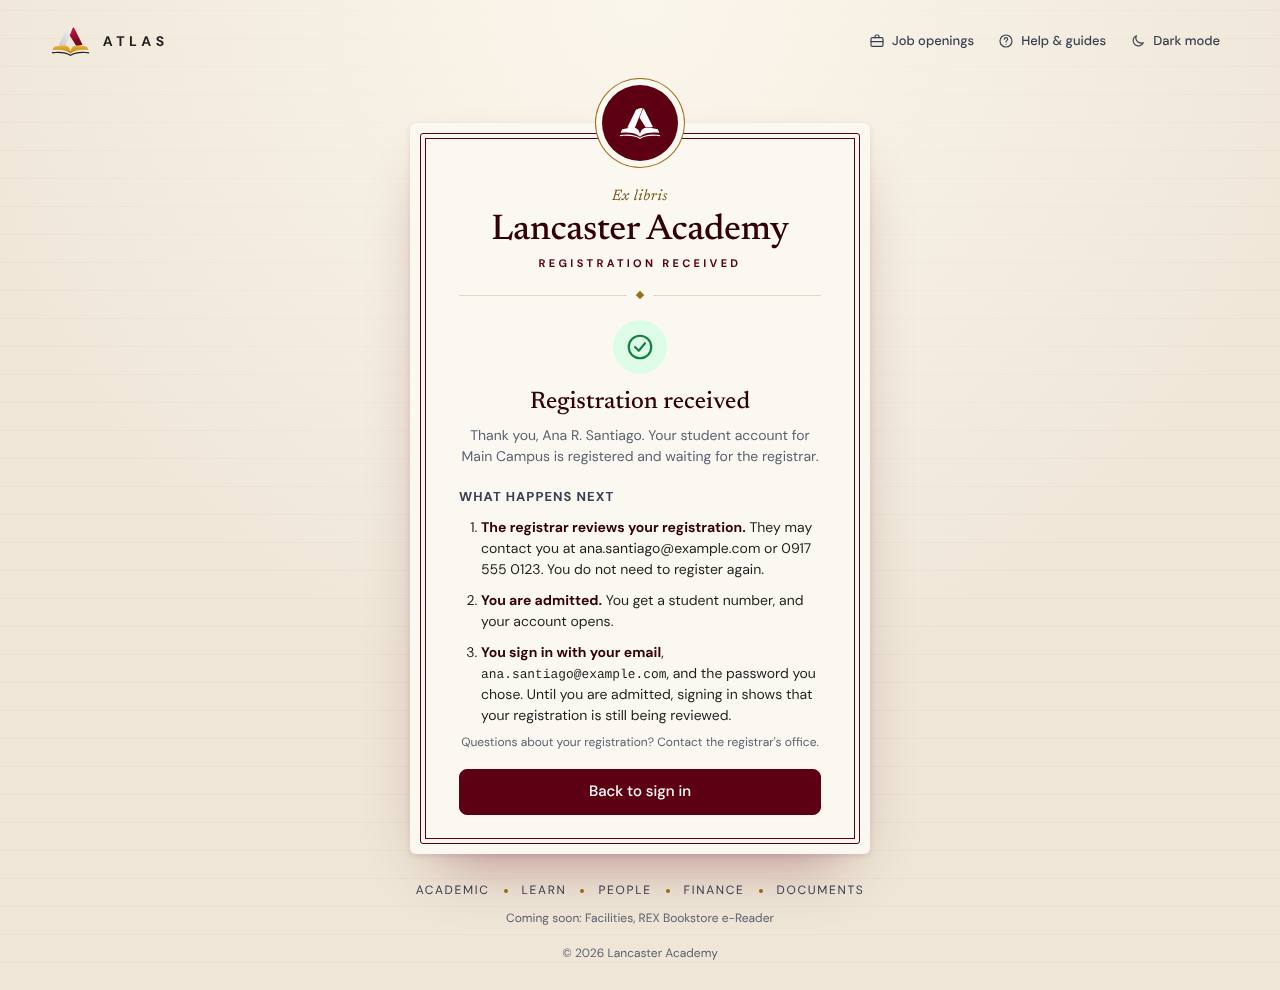 ATLAS
Job openings
Help & guides
Dark mode
Ex libris
Lancaster Academy
REGISTRATION RECEIVED
Registration received
Thank you, Ana R. Santiago. Your student account for
Main Campus is registered and waiting for the registrar.
WHAT HAPPENS NEXT
1. The registrar reviews your registration. They may
contact you at ana.santiago@example.com or 0917
555 0123. You do not need to register again.
2. You are admitted. You get a student number, and
your account opens.
3. You sign in with your email,
ana.santiago@example.com, and the password you
chose. Until you are admitted, signing in shows that
your registration is still being reviewed.
Questions about your registration? Contact the registrar's office.
Back to sign in
ACADEMIC • LEARN • PEOPLE • FINANCE • DOCUMENTS
Coming soon: Facilities, REX Bookstore e-Reader
© 2026 Lancaster Academy